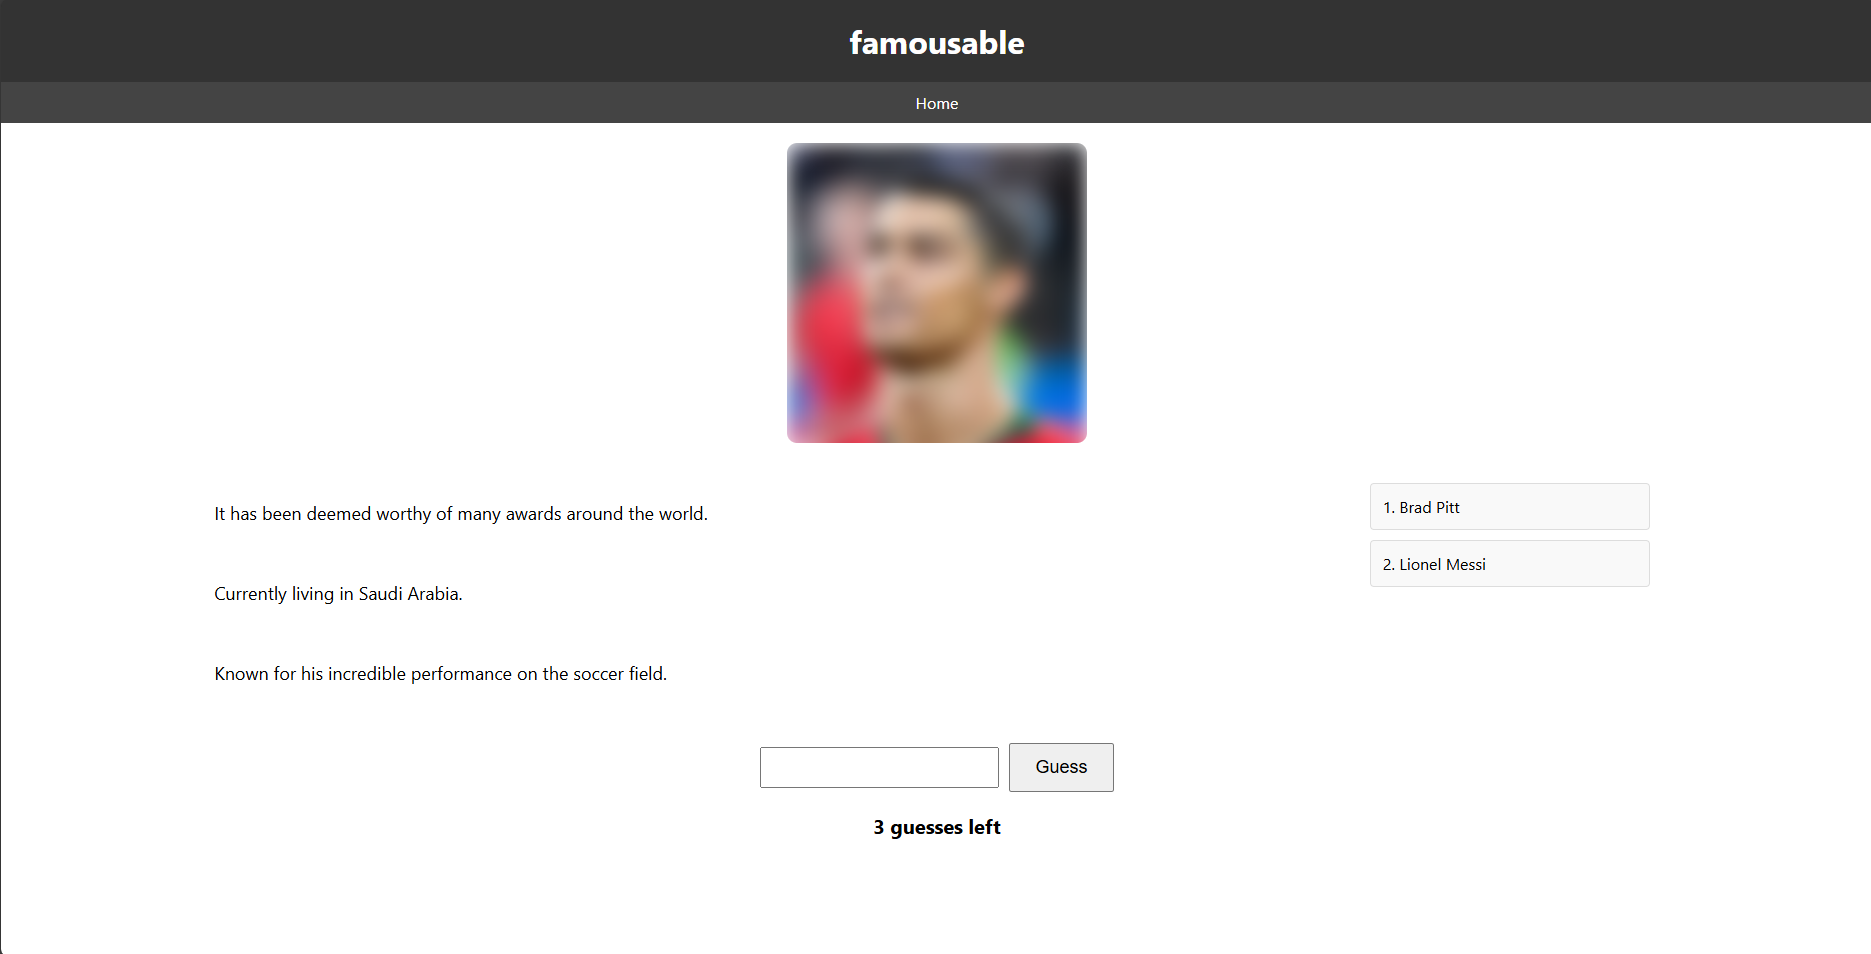 famousable
Home
It has been deemed worthy of many awards around the world.
1. Brad Pitt
2. Lionel Messi
Currently living in Saudi Arabia.
Known for his incredible performance on the soccer field.
Guess
3 guesses left